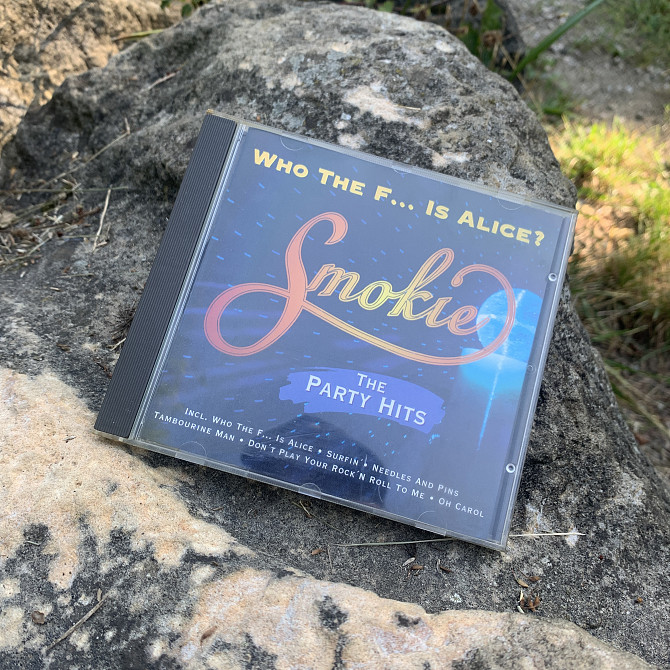 Who The F... Is Alice?
Smokie
The
Party Hits
Incl. Who The F... Is Alice • Surfin' • Needles And Pins
Tambourine Man • Don't Play Your Rock'n Roll To Me • Oh Carol